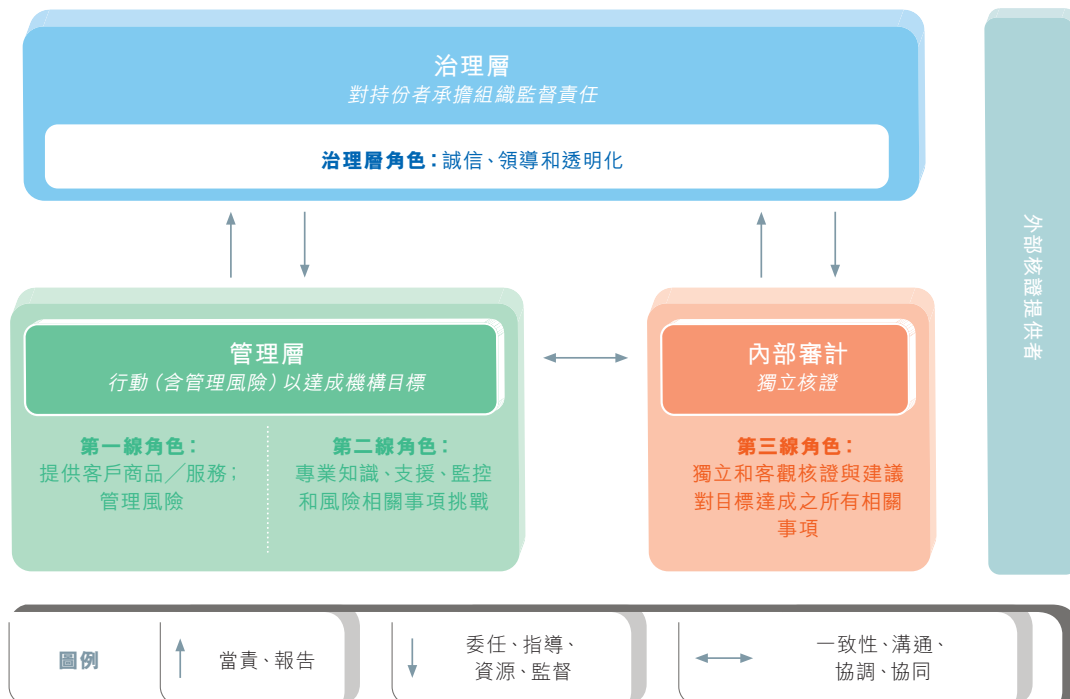 治理層
對持份者承擔組織監督責任
治理層角色：誠信、領導和透明化
外部核證提供者
管理層
行動（含管理風險）以達成機構目標
第一線角色：
提供客戶商品／服務；
管理風險
第二線角色：
專業知識、支援、監控
和風險相關事項挑戰
內部審計
獨立核證
第三線角色：
獨立和客觀核證與建議
對目標達成之所有相關
事項
圖例
當責、報告
委任、指導、
資源、監督
一致性、溝通、
協調、協同